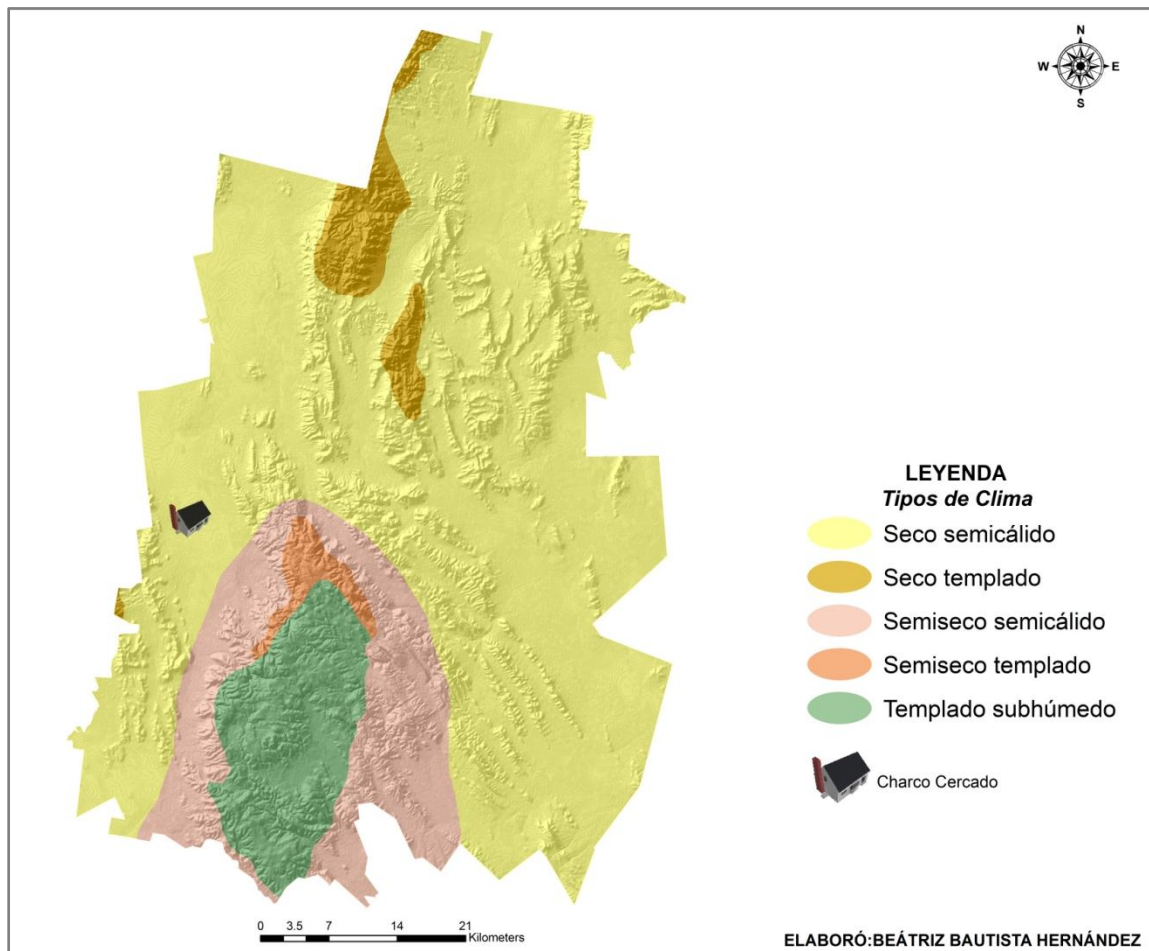 N
W E
S
LEYENDA
Tipos de Clima
Seco semicálido
Seco templado
Semiseco semicálido
Semiseco templado
Templado subhúmedo
Charco Cercado
0 3.5 7 14 21
Kilometers
ELABORÓ:BEÁTRIZ BAUTISTA HERNÁNDEZ